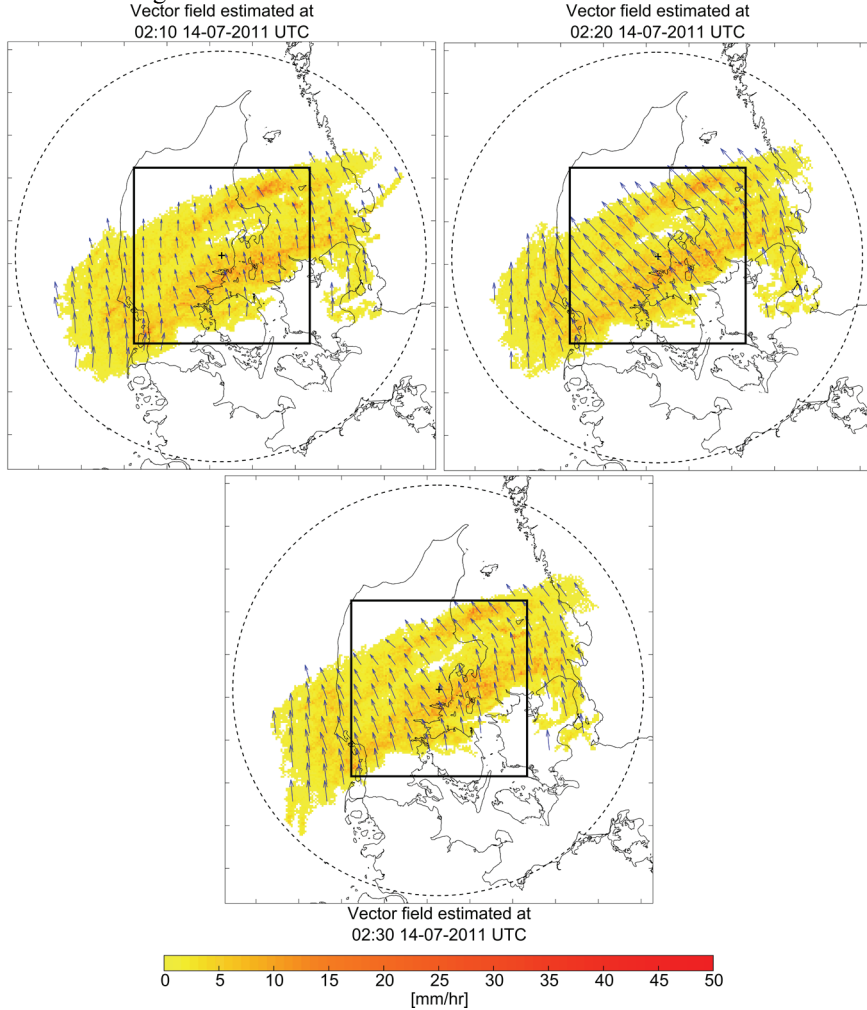 Vector field estimated at
02:10 14-07-2011 UTC
Vector field estimated at
02:20 14-07-2011 UTC
Vector field estimated at
02:30 14-07-2011 UTC
0 5 10 15 20 25 30 35 40 45 50
[mm/hr]